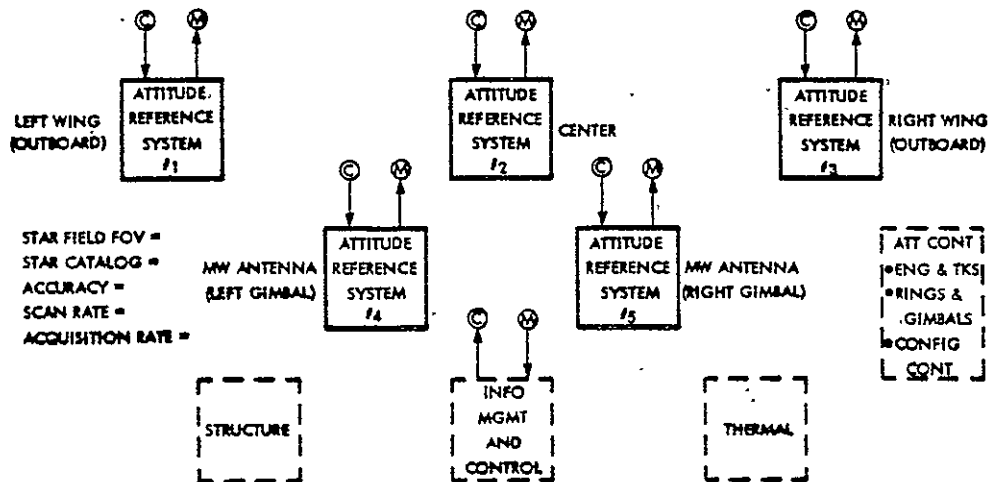 C M
C M
C M
LEFT WING
(OUTBOARD)
ATTITUDE
REFERENCE
SYSTEM
#1
ATTITUDE
REFERENCE
SYSTEM
#2
CENTER
ATTITUDE
REFERENCE
SYSTEM
#3
RIGHT WING
(OUTBOARD)
C M
C M
STAR FIELD FOV =
STAR CATALOG =
ACCURACY =
SCAN RATE =
ACQUISITION RATE =
MW ANTENNA
(LEFT GIMBAL)
ATTITUDE
REFERENCE
SYSTEM
#4
ATTITUDE
REFERENCE
SYSTEM
#5
MW ANTENNA
(RIGHT GIMBAL)
ATT CONT
•ENG & TKS
•RINGS &
GIMBALS
•CONFIG
CONT
C M
STRUCTURE
INFO
MGMT
AND
CONTROL
THERMAL